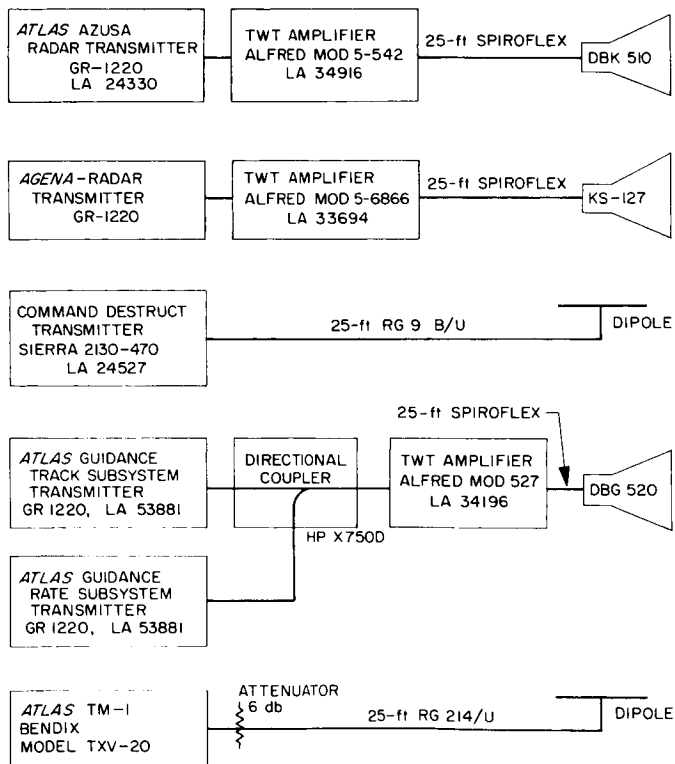 ATLAS AZUSA
RADAR TRANSMITTER
GR-1220
LA 24330
TWT AMPLIFIER
ALFRED MOD 5-542
LA 34916
25-ft SPIROFLEX
DBK 510
AGENA-RADAR
TRANSMITTER
GR-1220
TWT AMPLIFIER
ALFRED MOD 5-6866
LA 33694
25-ft SPIROFLEX
KS-127
COMMAND DESTRUCT
TRANSMITTER
SIERRA 2130-470
LA 24527
25-ft RG 9 B/U
DIPOLE
25-ft SPIROFLEX
ATLAS GUIDANCE
TRACK SUBSYSTEM
TRANSMITTER
GR 1220, LA 53881
DIRECTIONAL
COUPLER
HP X750D
TWT AMPLIFIER
ALFRED MOD 527
LA 34196
DBG 520
ATLAS GUIDANCE
RATE SUBSYSTEM
TRANSMITTER
GR 1220, LA 53881
ATLAS TM-1
BENDIX
MODEL TXV-20
ATTENUATOR
6 db
25-ft RG 214/U
DIPOLE